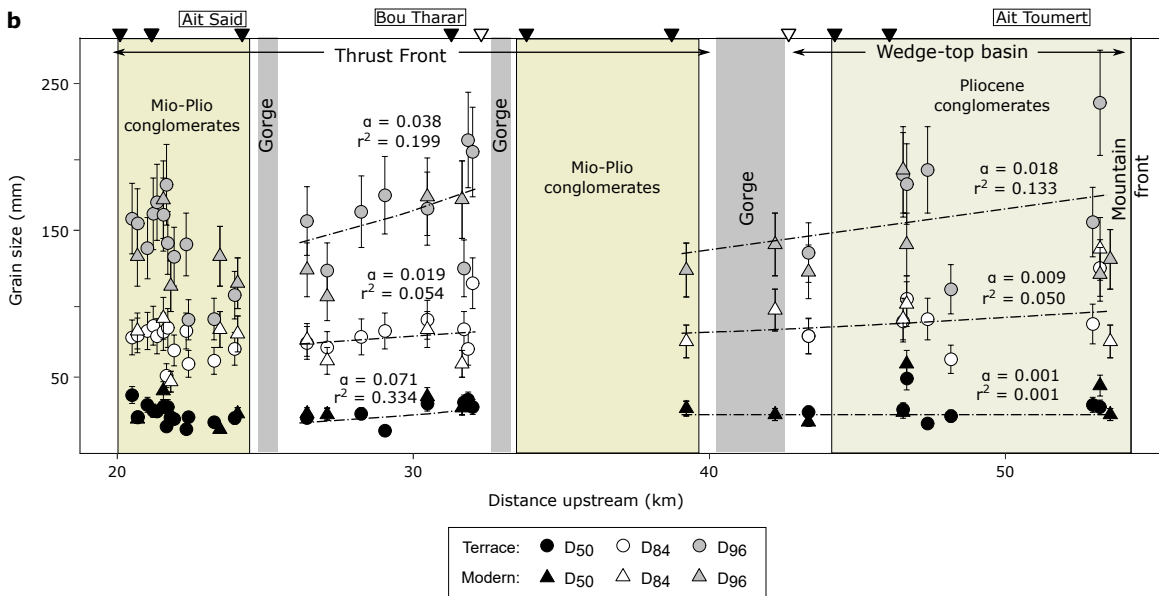 b
Ait Said
Bou Tharar
Ait Toumert
Thrust Front
Wedge-top basin
Mio-Plio
conglomerates
Gorge
Gorge
Mio-Plio
conglomerates
Gorge
Pliocene
conglomerates
Mountain
front
α = 0.038
r² = 0.199
α = 0.019
r² = 0.054
α = 0.071
r² = 0.334
α = 0.018
r² = 0.133
α = 0.009
r² = 0.050
α = 0.001
r² = 0.001
Grain size (mm)
250
150
50
20
30
40
50
Distance upstream (km)
Terrace: D50 D84 D96
Modern: D50 D84 D96